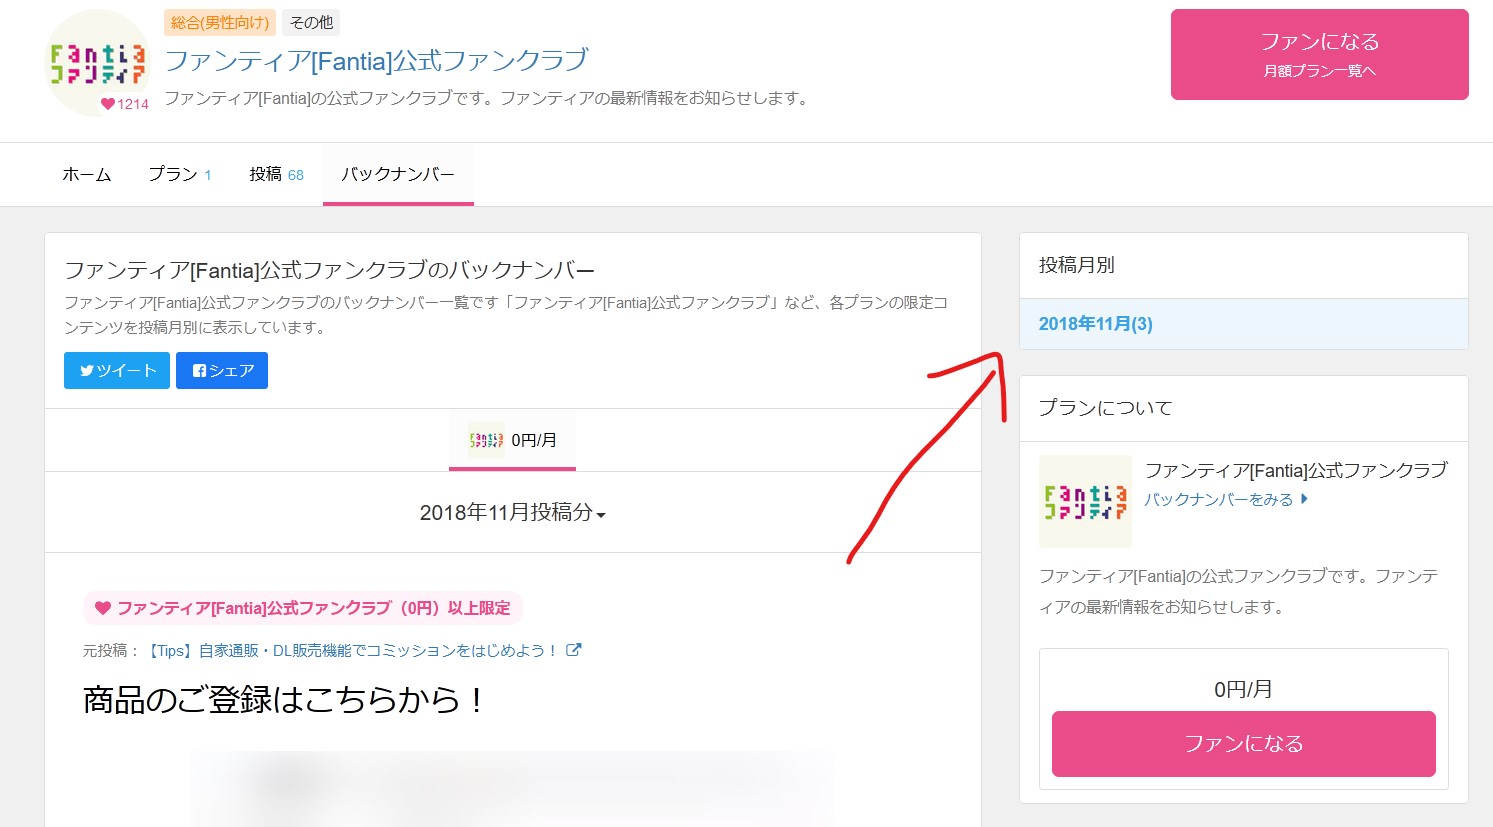 総合(男性向け) その他
ファンティア[Fantia]公式ファンクラブ
ファンティア[Fantia]の公式ファンクラブです。ファンティアの最新情報をお知らせします。
Fantia
ファンティア
1214
ファンになる
月額プラン一覧へ
ホーム プラン 1 投稿 68 バックナンバー
ファンティア[Fantia]公式ファンクラブのバックナンバー
ファンティア[Fantia]公式ファンクラブのバックナンバー一覧です「ファンティア[Fantia]公式ファンクラブ」など、各プランの限定コ
ンテンツを投稿月別に表示しています。
ツイート シェア
Fantia
ファンティア
0円/月
2018年11月投稿分
ファンティア[Fantia]公式ファンクラブ（0円）以上限定
元投稿：【Tips】自家通販・DL販売機能でコミッションをはじめよう！
商品のご登録はこちらから！
投稿月別
2018年11月(3)
プランについて
Fantia
ファンティア
ファンティア[Fantia]公式ファンクラブ
バックナンバーをみる
ファンティア[Fantia]の公式ファンクラブです。ファンテ
ィアの最新情報をお知らせします。
0円/月
ファンになる